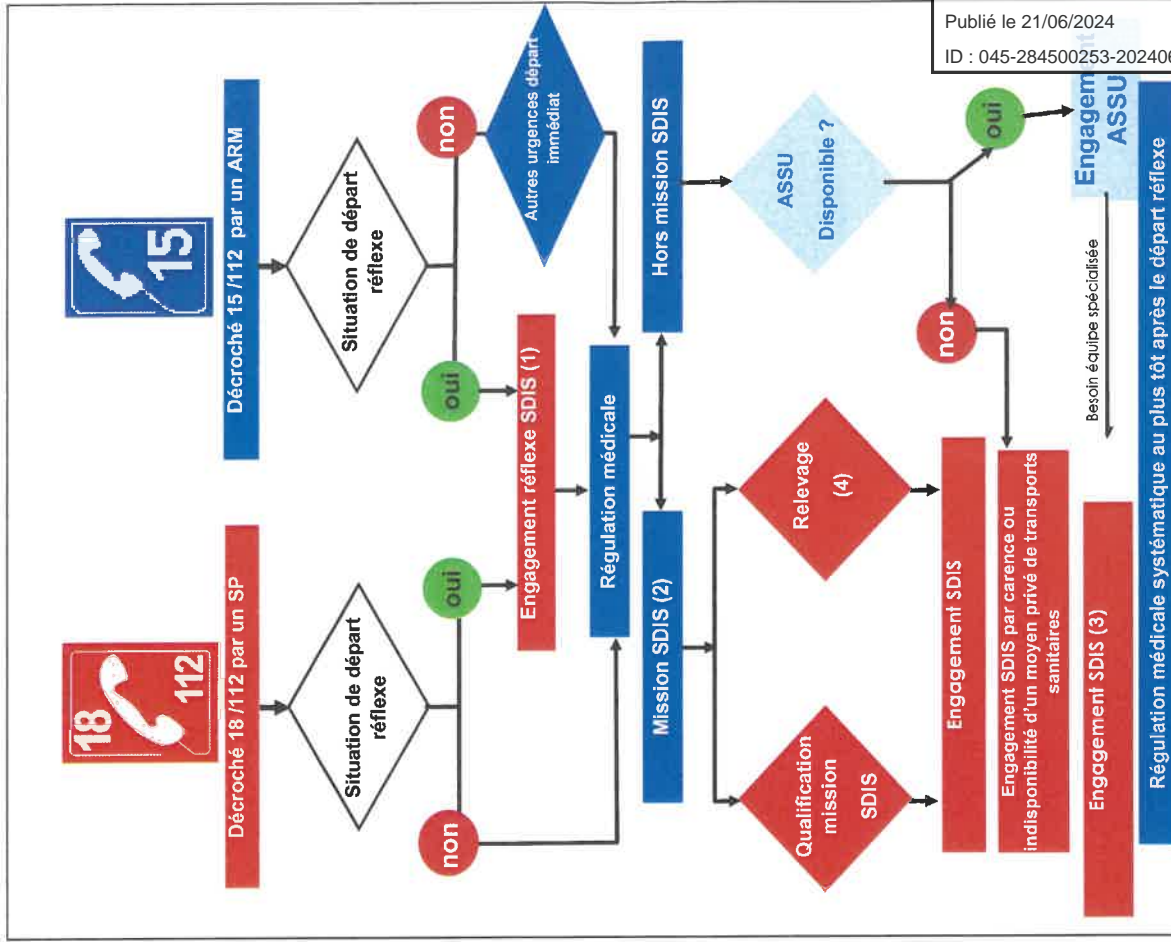 Publié le 21/06/2024
ID : 045-284500253-202406
18
112
15
Décroché 18 /112 par un SP
Décroché 15 /112 par un ARM
Situation de départ
réflexe
Situation de départ
réflexe
non
oui
oui
non
Autres urgences départ
immédiat
Engagement réflexe SDIS (1)
Régulation médicale
Mission SDIS (2)
Hors mission SDIS
Qualification
mission
SDIS
Relevage
(4)
ASSU
Disponible ?
non
oui
Engagement SDIS
Engagement SDIS par carence ou
indisponibilité d'un moyen privé de transports
sanitaires
Engagement SDIS (3)
Besoin équipe spécialisée
Engagement
ASSU
Régulation médicale systématique au plus tôt après le départ réflexe